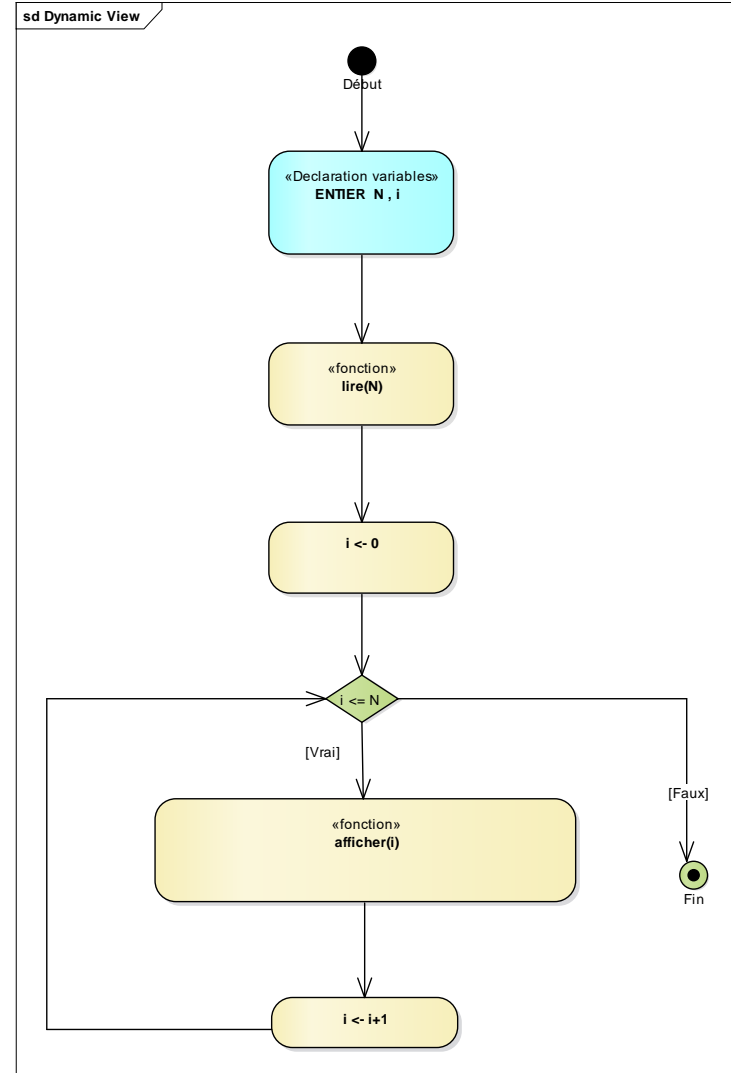 sd Dynamic View
Début
«Declaration variables»
ENTIER N , i
«fonction»
lire(N)
i <- 0
i <= N
[Vrai]
[Faux]
«fonction»
afficher(i)
Fin
i <- i+1